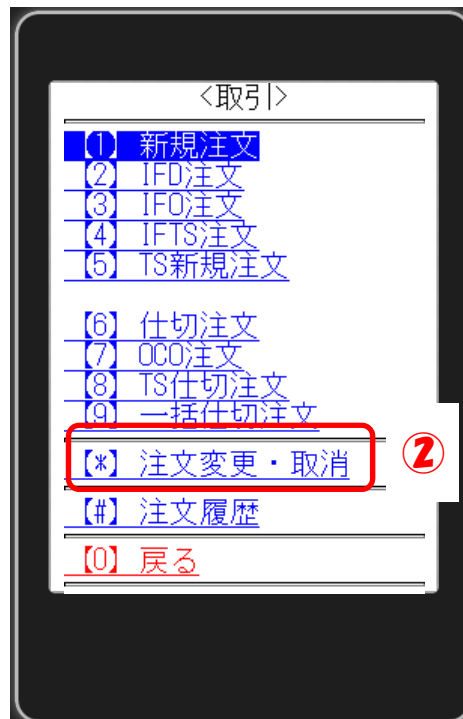 <取引>
【1】 新規注文
【2】 IFD注文
【3】 IFO注文
【4】 IFTS注文
【5】 TS新規注文
【6】 仕切注文
【7】 OCO注文
【8】 TS仕切注文
【9】 一括仕切注文
【*】 注文変更・取消
②
【#】 注文履歴
【0】 戻る